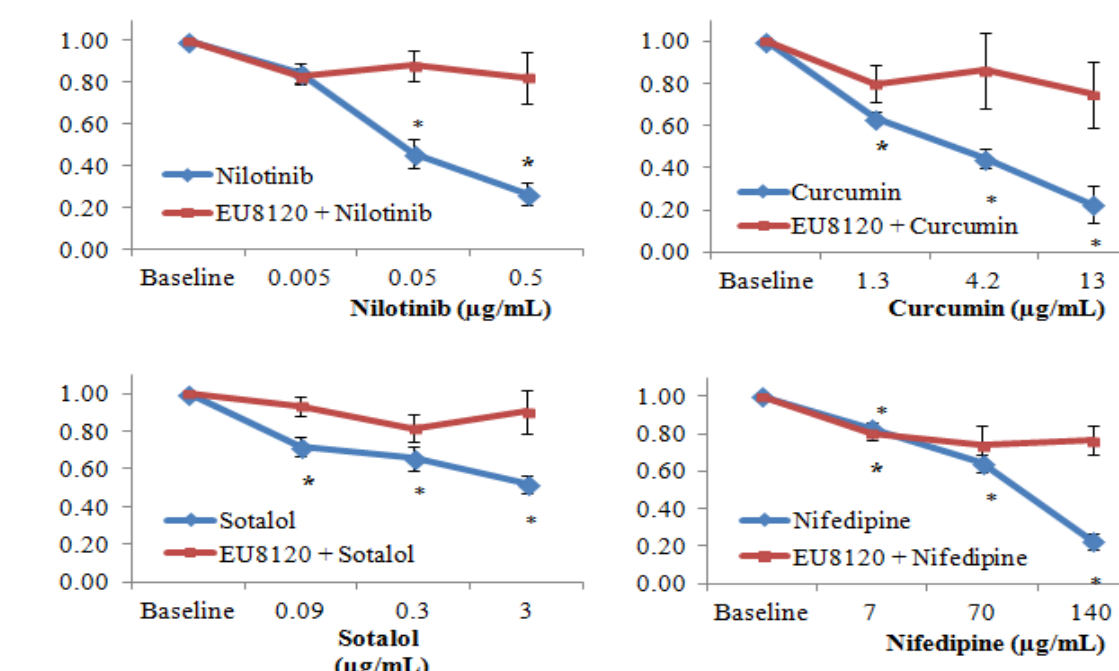 1.00
0.80
*
0.60
*
0.40
Nilotinib
0.20
EU8120 + Nilotinib
0.00
Baseline 0.005 0.05 0.5
Nilotinib (µg/mL)
1.00
0.80
0.60
*
0.40
Curcumin
*
0.20
EU8120 + Curcumin
*
0.00
Baseline 1.3 4.2 13
Curcumin (µg/mL)
1.00
0.80
0.60
*
*
0.40
Sotalol
*
0.20
EU8120 + Sotalol
0.00
Baseline 0.09 0.3 3
Sotalol
(µg/mL)
1.00
*
0.80
*
0.60
*
0.40
Nifedipine
0.20
EU8120 + Nifedipine
0.00
*
Baseline 7 70 140
Nifedipine (µg/mL)